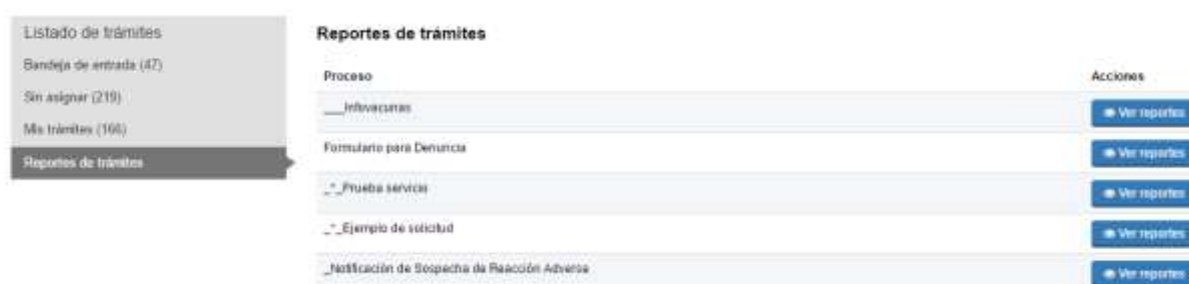 Listado de trámites
Bandeja de entrada (47)
Sin asignar (219)
Mis trámites (166)
Reportes de trámites
Reportes de trámites
Proceso Acciones
___Infovacunas Ver reportes
Formulario para Denuncia Ver reportes
_*_Prueba servicio Ver reportes
_*_Ejemplo de solicitud Ver reportes
_Notificación de Sospecha de Reacción Adversa Ver reportes